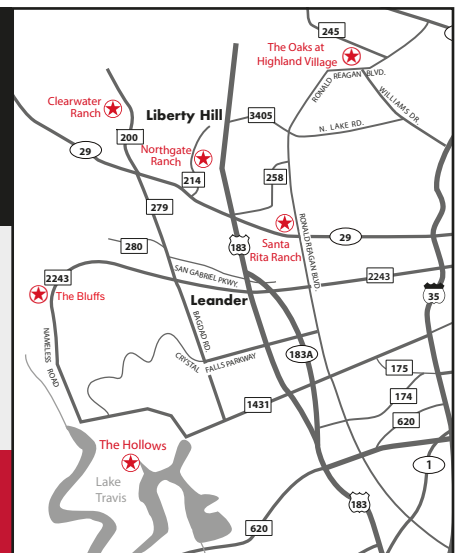 245
The Oaks at
Highland Village
RONALD REAGAN BLVD.
WILLIAMS DR
Clearwater
Ranch
Liberty Hill
3405
N. LAKE RD.
200
29
Northgate
Ranch
214
258
279
RONALD REAGAN BLVD.
Santa
Rita Ranch
29
183
280
SAN GABRIEL PKWY.
2243
2243
The Bluffs
Leander
35
NAMELESS ROAD
BAGDAD RD.
CRYSTAL FALLS PARKWAY
183A
175
174
1431
620
The Hollows
1
Lake
Travis
183
620